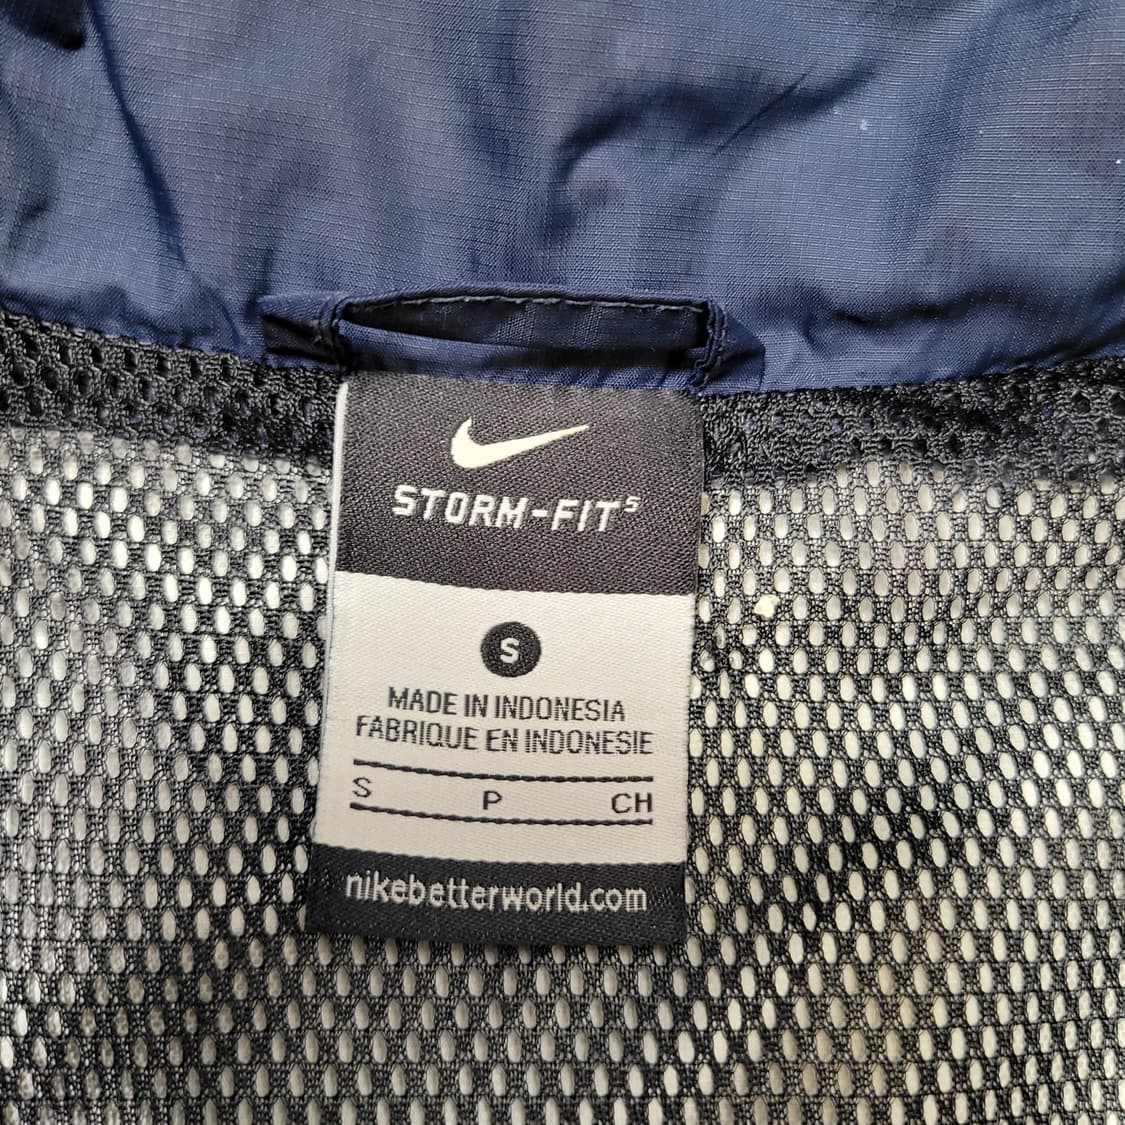 STORM-FIT⁵
S
MADE IN INDONESIA
FABRIQUE EN INDONESIE
S P CH
nikebetterworld.com